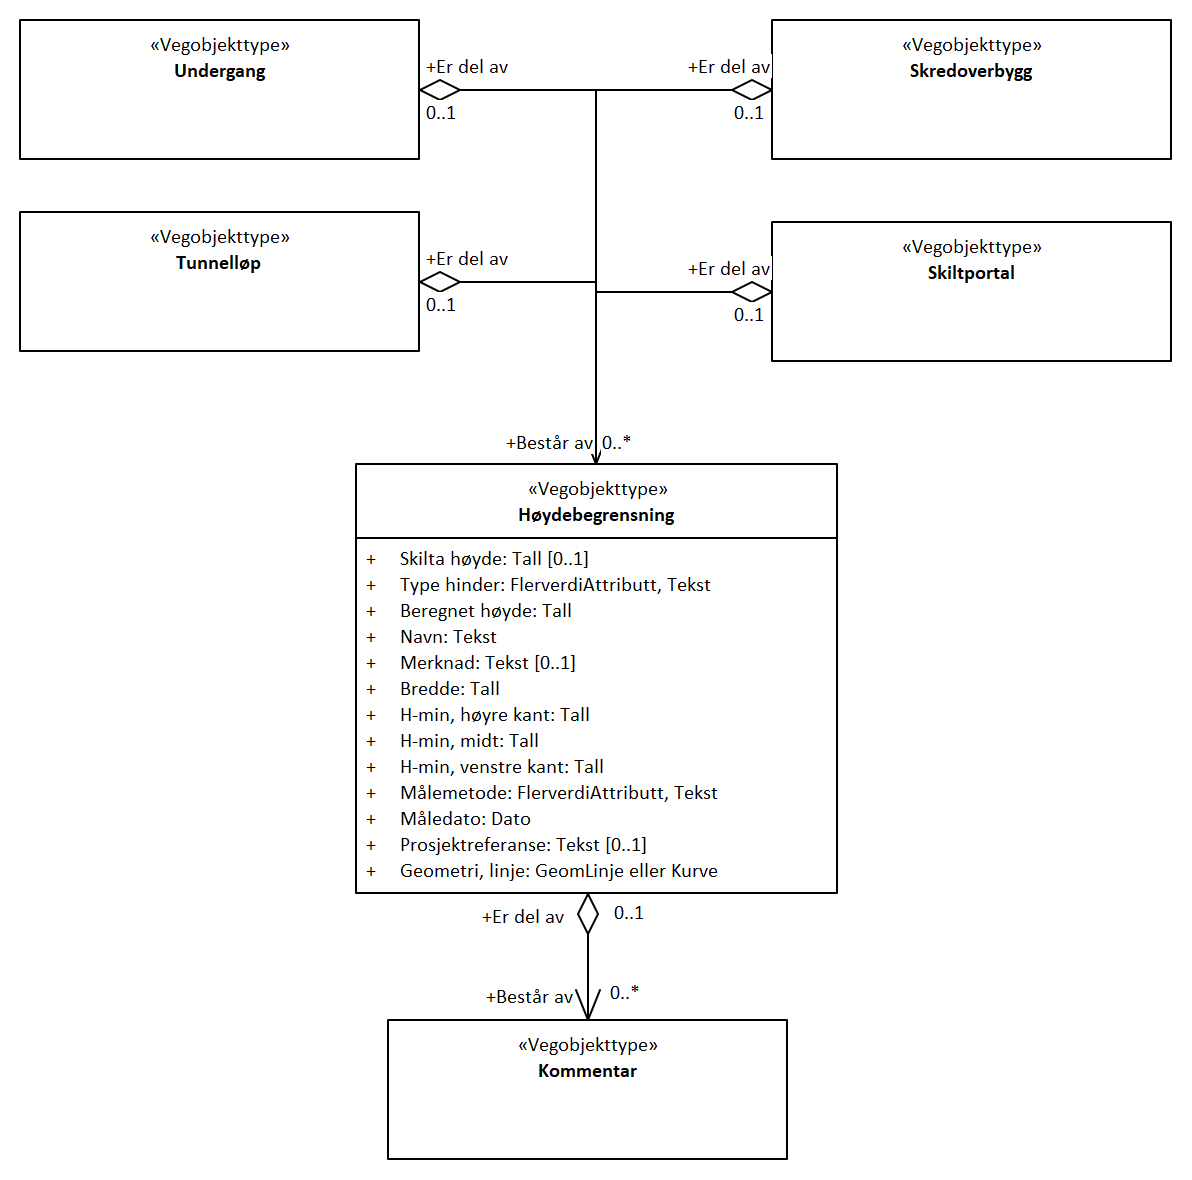 «Vegobjekttype»
Undergang
+Er del av
0..1
«Vegobjekttype»
Skredoverbygg
+Er del av
0..1
«Vegobjekttype»
Tunnelløp
+Er del av
0..1
«Vegobjekttype»
Skiltportal
+Er del av
0..1
+Består av 0..*
«Vegobjekttype»
Høydebegrensning
+ Skilta høyde: Tall [0..1]
+ Type hinder: FlerverdiAttributt, Tekst
+ Beregnet høyde: Tall
+ Navn: Tekst
+ Merknad: Tekst [0..1]
+ Bredde: Tall
+ H-min, høyre kant: Tall
+ H-min, midt: Tall
+ H-min, venstre kant: Tall
+ Målemetode: FlerverdiAttributt, Tekst
+ Måledato: Dato
+ Prosjektreferanse: Tekst [0..1]
+ Geometri, linje: GeomLinje eller Kurve
+Er del av 0..1
+Består av 0..*
«Vegobjekttype»
Kommentar